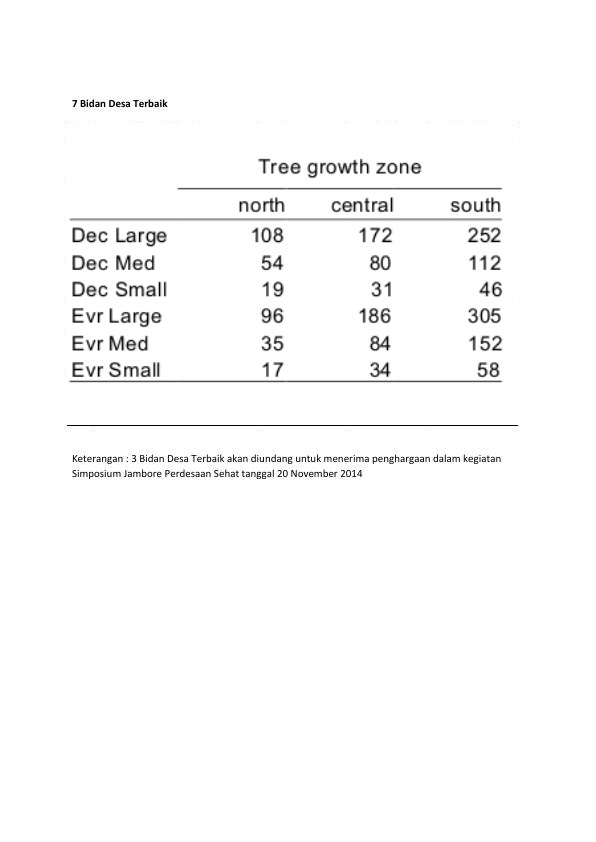 7 Bidan Desa Terbaik
Tree growth zone
north central south
Dec Large 108 172 252
Dec Med 54 80 112
Dec Small 19 31 46
Evr Large 96 186 305
Evr Med 35 84 152
Evr Small 17 34 58
Keterangan : 3 Bidan Desa Terbaik akan diundang untuk menerima penghargaan dalam kegiatan
Simposium Jambore Perdesaan Sehat tanggal 20 November 2014